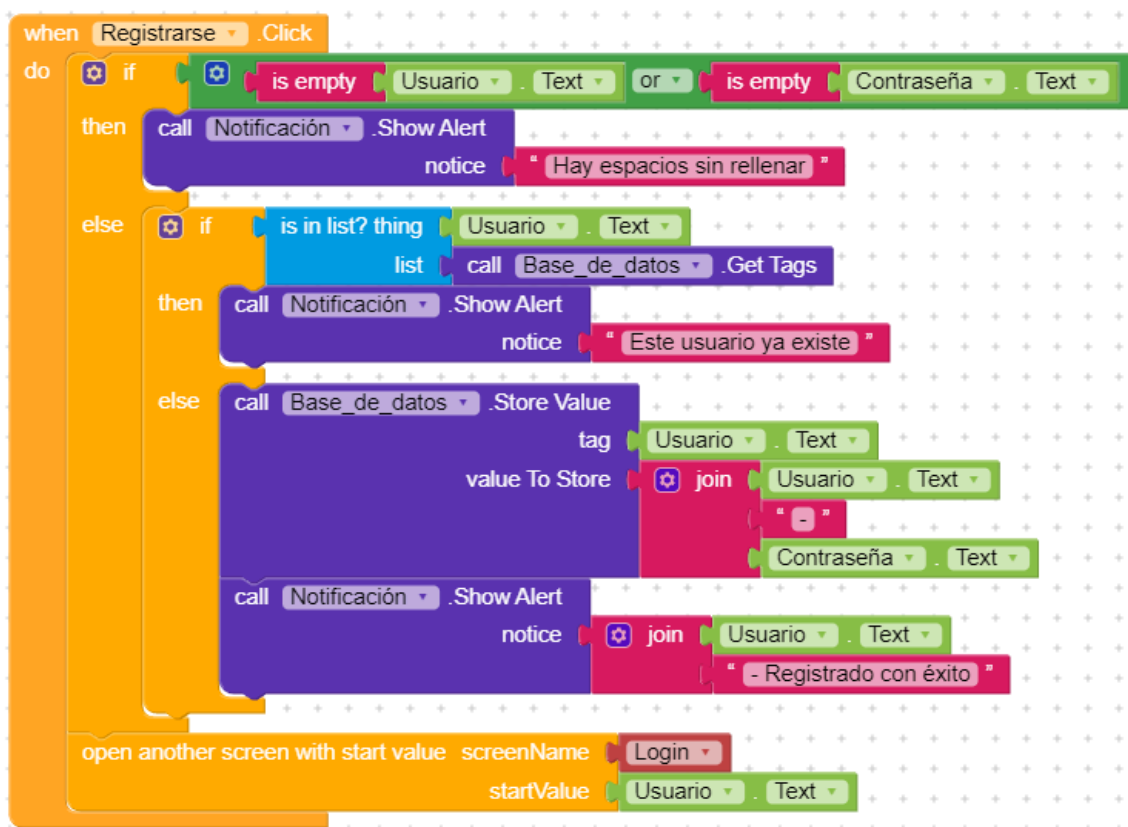 when Registrarse .Click
do if is empty Usuario . Text or is empty Contraseña . Text
then call Notificación .Show Alert
notice " Hay espacios sin rellenar "
else if is in list? thing Usuario . Text
list call Base_de_datos .Get Tags
then call Notificación .Show Alert
notice " Este usuario ya existe "
else call Base_de_datos .Store Value
tag Usuario . Text
value To Store join Usuario . Text
" - "
Contraseña . Text
call Notificación .Show Alert
notice join Usuario . Text
" - Registrado con éxito "
open another screen with start value screenName Login
startValue Usuario . Text